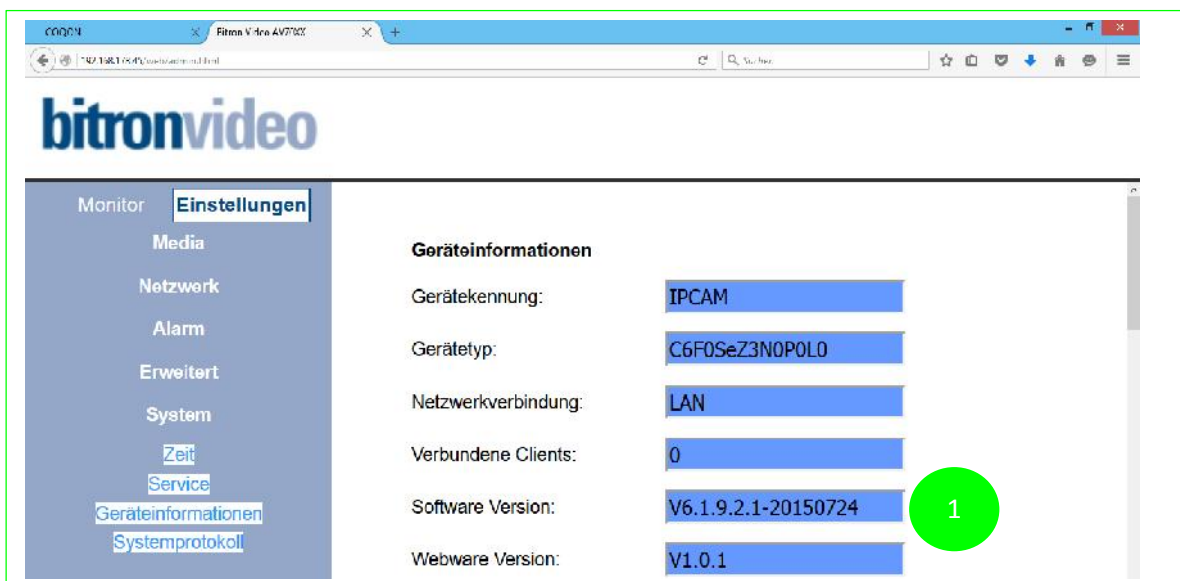 COQON
Bitron Video AV7
bitronvideo
Monitor Einstellungen
Media
Netzwerk
Alarm
Erweitert
System
Zeit
Service
Geräteinformationen
Systemprotokoll
Geräteinformationen
Gerätekennung: IPCAM
Gerätetyp: C6F0SeZ3N0P0L0
Netzwerkverbindung: LAN
Verbundene Clients: 0
Software Version: V6.1.9.2.1-20150724
1
Webware Version: V1.0.1